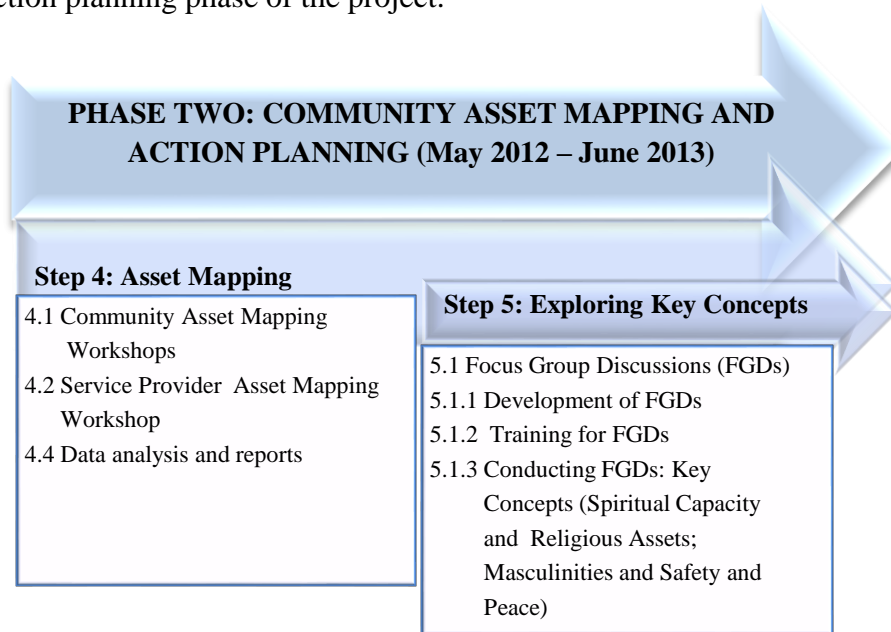 ction planning phase of the project.
PHASE TWO: COMMUNITY ASSET MAPPING AND
ACTION PLANNING (May 2012 – June 2013)
Step 4: Asset Mapping
4.1 Community Asset Mapping
Workshops
4.2 Service Provider Asset Mapping
Workshop
4.4 Data analysis and reports
Step 5: Exploring Key Concepts
5.1 Focus Group Discussions (FGDs)
5.1.1 Development of FGDs
5.1.2 Training for FGDs
5.1.3 Conducting FGDs: Key
Concepts (Spiritual Capacity
and Religious Assets;
Masculinities and Safety and
Peace)